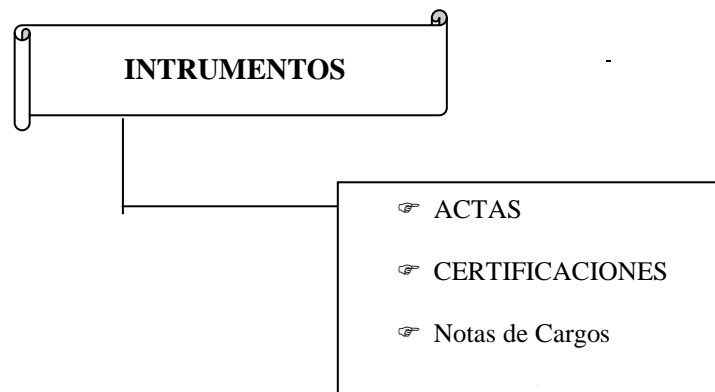 INTRUMENTOS
-
☞ ACTAS
☞ CERTIFICACIONES
☞ Notas de Cargos